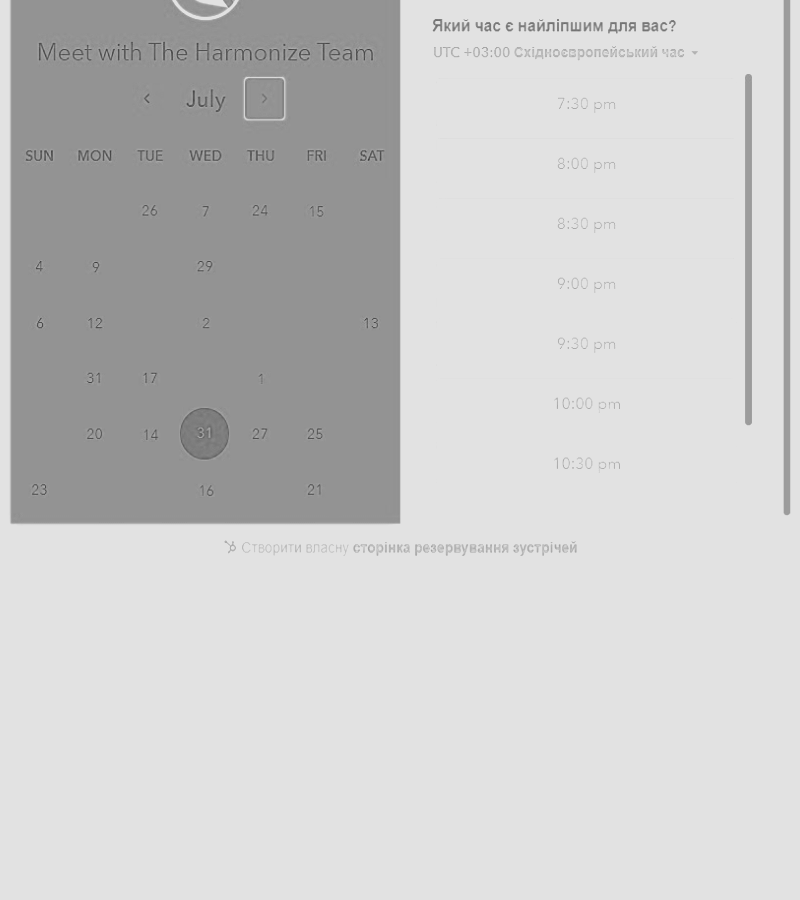 Meet with The Harmonize Team
July
SUN MON TUE WED THU FRI SAT
26 7 24 15
4 9 29
6 12 2 13
31 17 1
20 14 31 27 25
23 16 21
Який час є найліпшим для вас?
UTC +03:00 Східноєвропейський час
7:30 pm
8:00 pm
8:30 pm
9:00 pm
9:30 pm
10:00 pm
10:30 pm
Створити власну сторінка резервування зустрічей